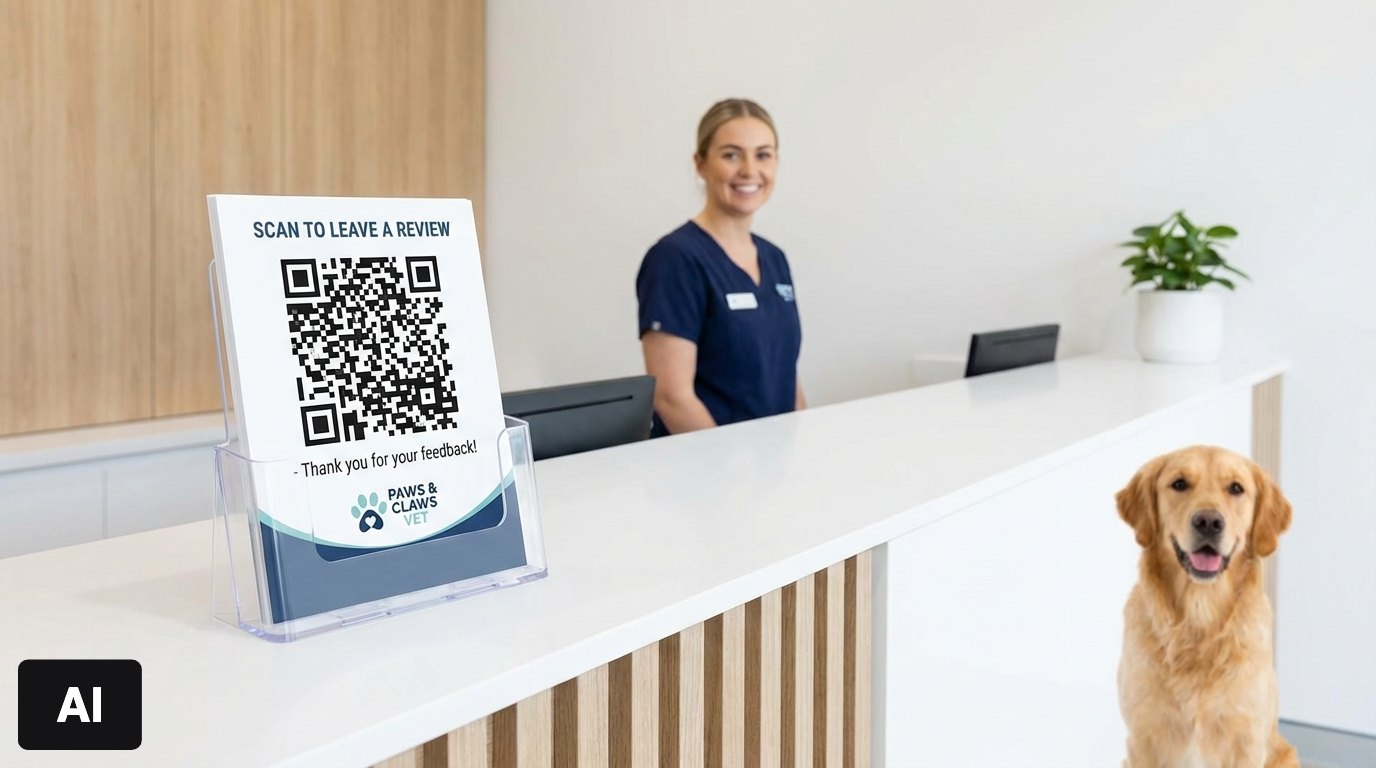 SCAN TO LEAVE A REVIEW
- Thank you for your feedback!
PAWS &
CLAWS
VET
AI